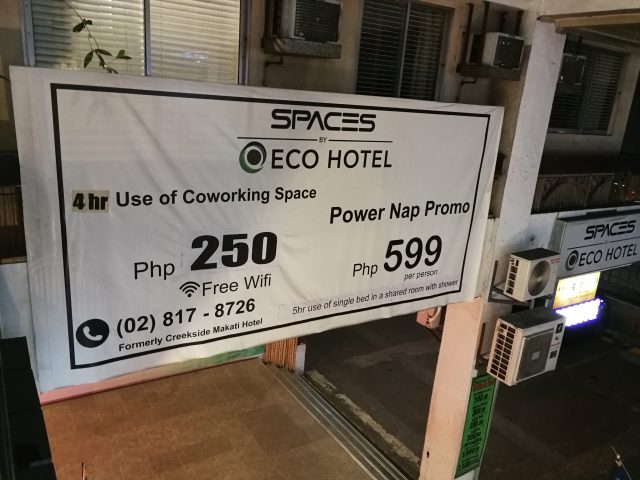 SPACES
BY
ECO HOTEL
4 hr Use of Coworking Space
Php 250
Free Wifi
(02) 817 - 8726
Formerly Creekside Makati Hotel
Power Nap Promo
Php 599
per person
5hr use of single bed in a shared room with shower
SPACES
ECO HOTEL